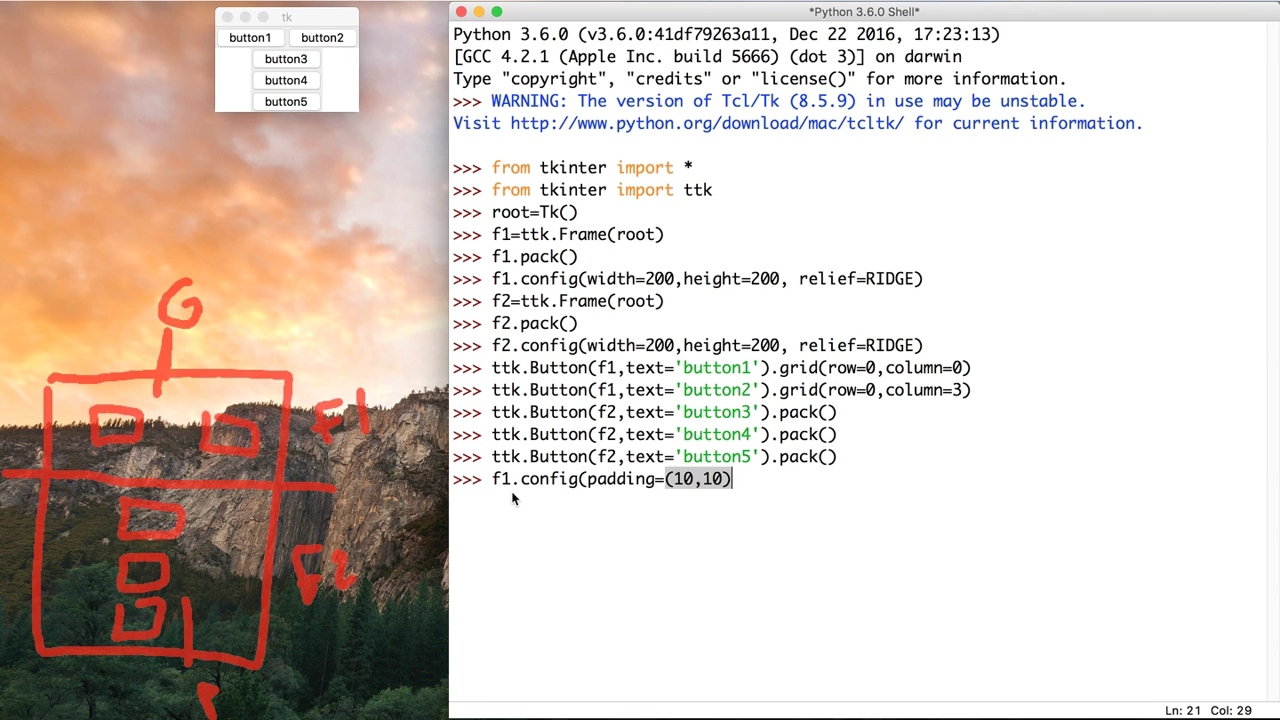 tk
button1 button2
button3
button4
button5
*Python 3.6.0 Shell*
Python 3.6.0 (v3.6.0:41df79263a11, Dec 22 2016, 17:23:13)
[GCC 4.2.1 (Apple Inc. build 5666) (dot 3)] on darwin
Type "copyright", "credits" or "license()" for more information.
>>> WARNING: The version of Tcl/Tk (8.5.9) in use may be unstable.
Visit http://www.python.org/download/mac/tcltk/ for current information.
>>> from tkinter import *
>>> from tkinter import ttk
>>> root=Tk()
>>> f1=ttk.Frame(root)
>>> f1.pack()
>>> f1.config(width=200,height=200, relief=RIDGE)
>>> f2=ttk.Frame(root)
>>> f2.pack()
>>> f2.config(width=200,height=200, relief=RIDGE)
>>> ttk.Button(f1,text='button1').grid(row=0,column=0)
>>> ttk.Button(f1,text='button2').grid(row=0,column=3)
>>> ttk.Button(f2,text='button3').pack()
>>> ttk.Button(f2,text='button4').pack()
>>> ttk.Button(f2,text='button5').pack()
>>> f1.config(padding=(10,10)
G
F1
F2
P
Ln: 21 Col: 29